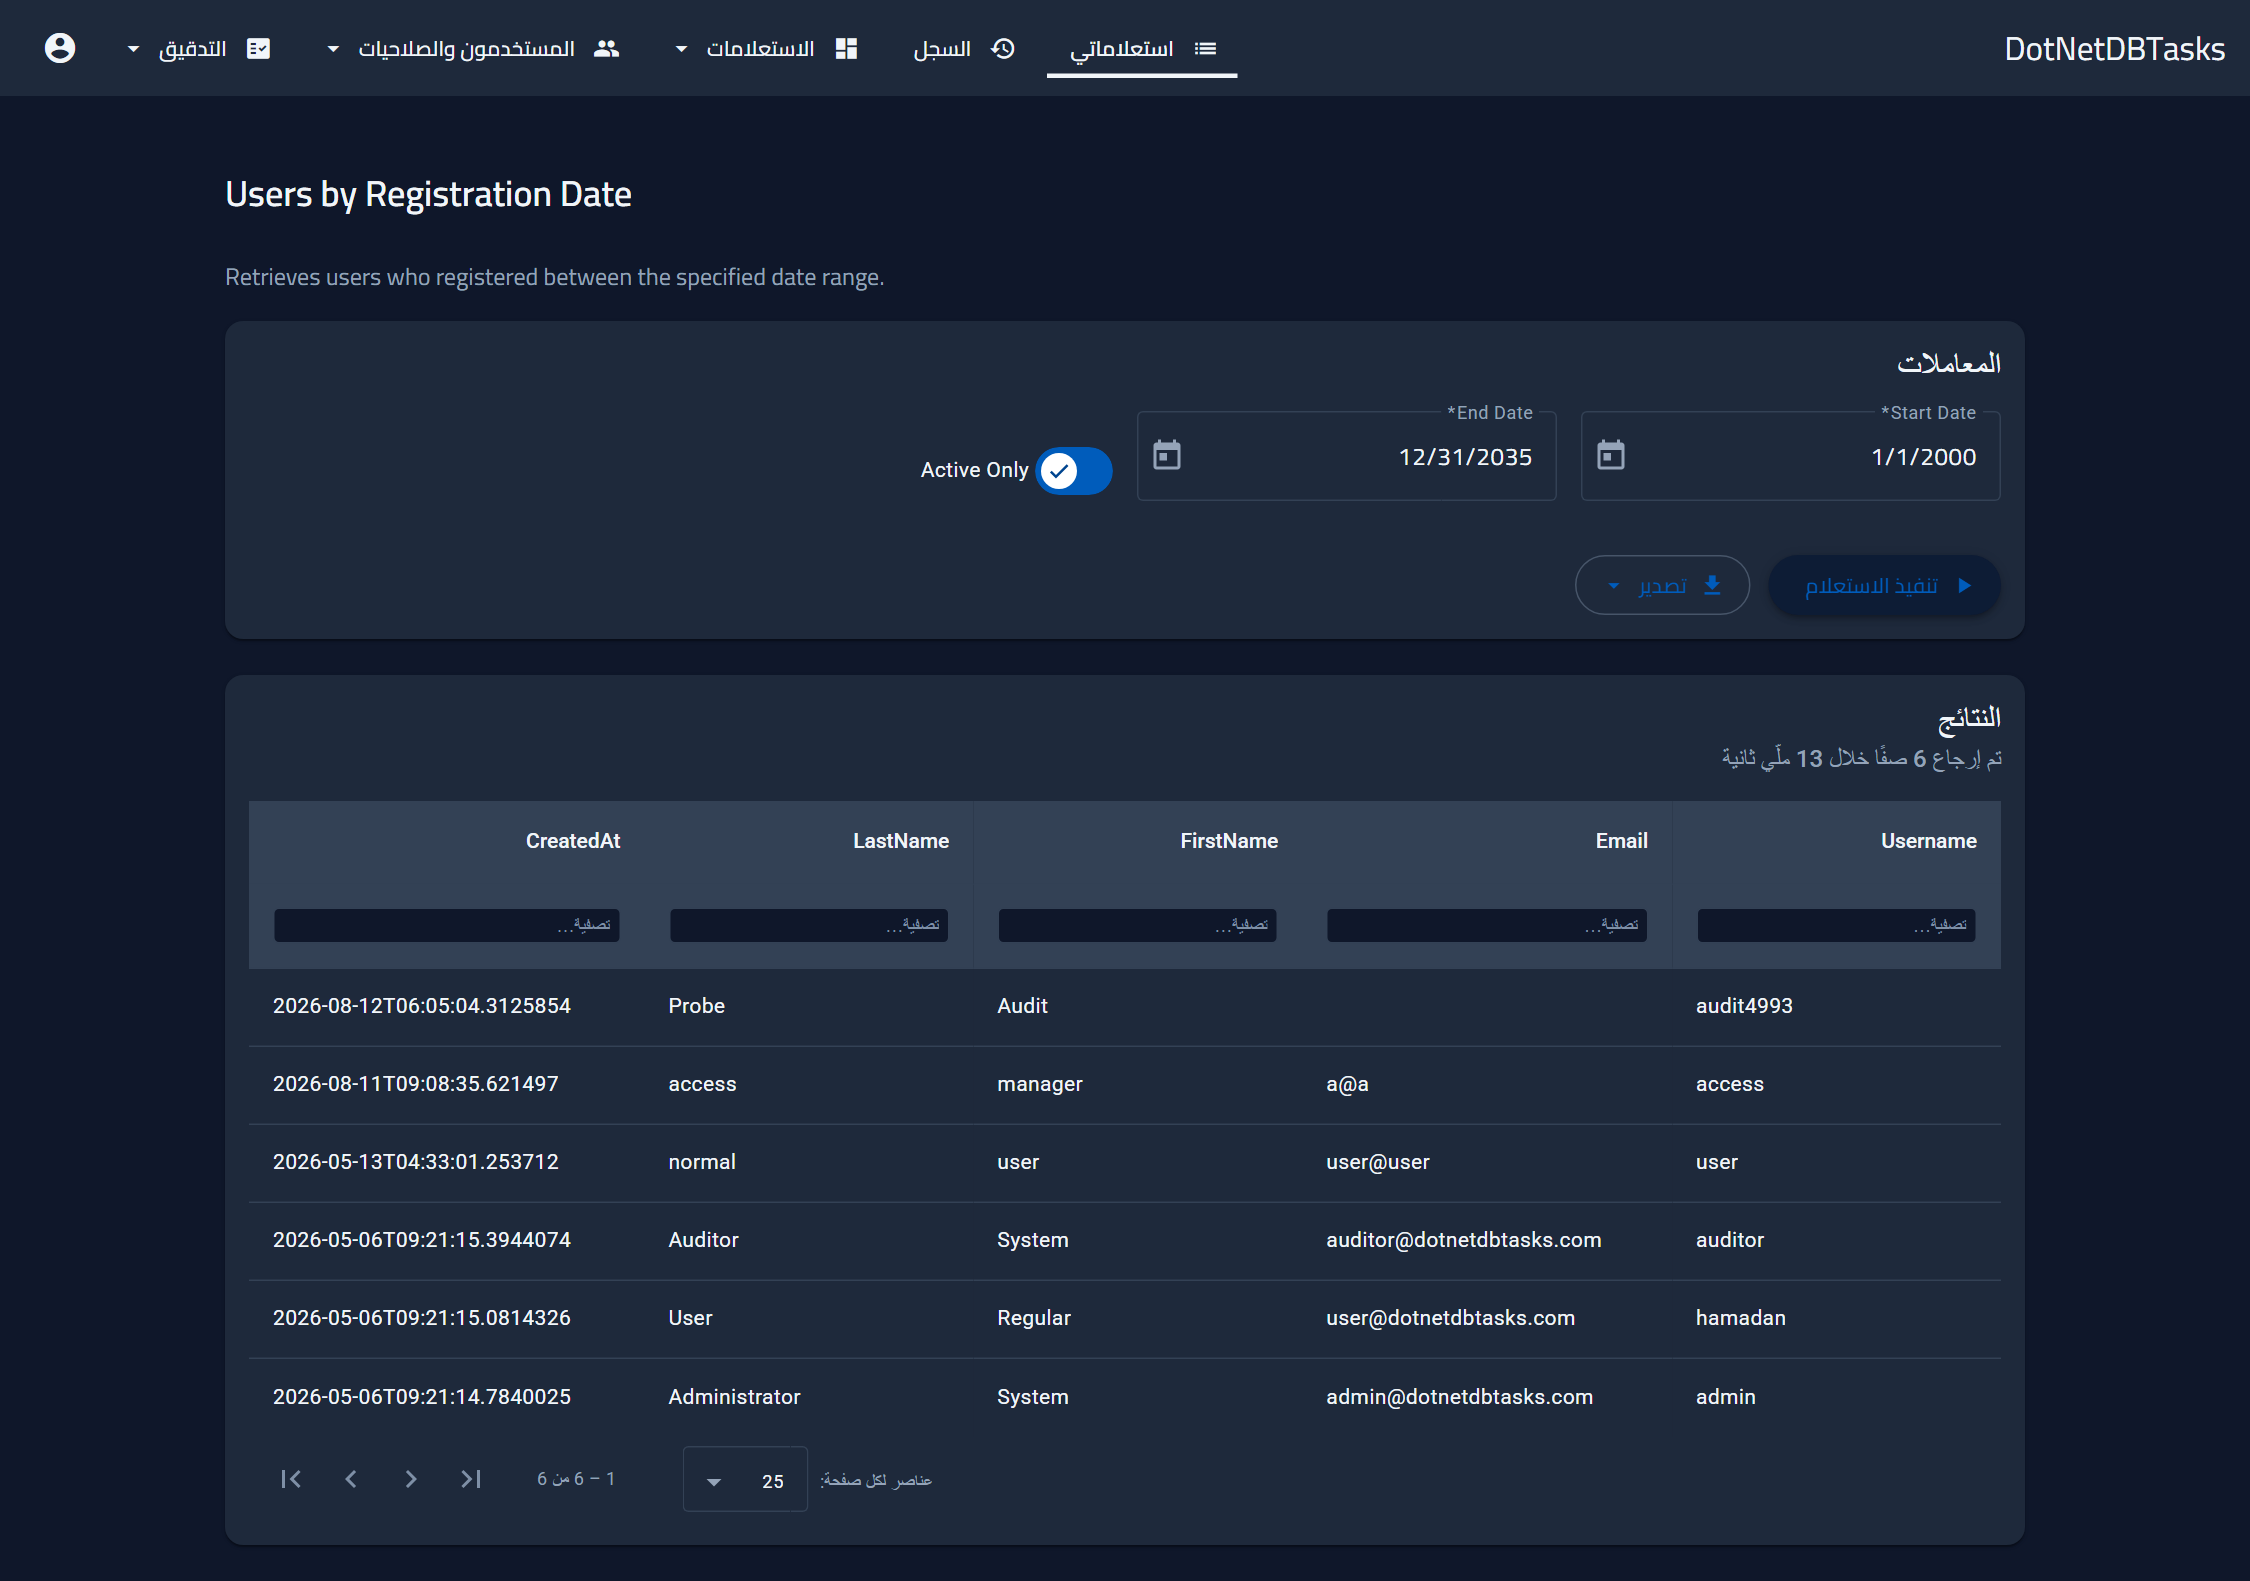 DotNetDBTasks
استعلاماتي
السجل
الاستعلامات
المستخدمون والصلاحيات
التدقيق
Users by Registration Date
Retrieves users who registered between the specified date range.
المعاملات
Start Date*
1/1/2000
End Date*
12/31/2035
Active Only
تنفيذ الاستعلام
تصدير
النتائج
تم إرجاع 6 صفًا خلال 13 ملّي ثانية
Username Email FirstName LastName CreatedAt
تصفية... تصفية... تصفية... تصفية... تصفية...
audit4993 Audit Probe 2026-08-12T06:05:04.3125854
access a@a manager access 2026-08-11T09:08:35.621497
user user@user user normal 2026-05-13T04:33:01.253712
auditor auditor@dotnetdbtasks.com System Auditor 2026-05-06T09:21:15.3944074
hamadan user@dotnetdbtasks.com Regular User 2026-05-06T09:21:15.0814326
admin admin@dotnetdbtasks.com System Administrator 2026-05-06T09:21:14.7840025
عناصر لكل صفحة: 25
1 – 6 من 6